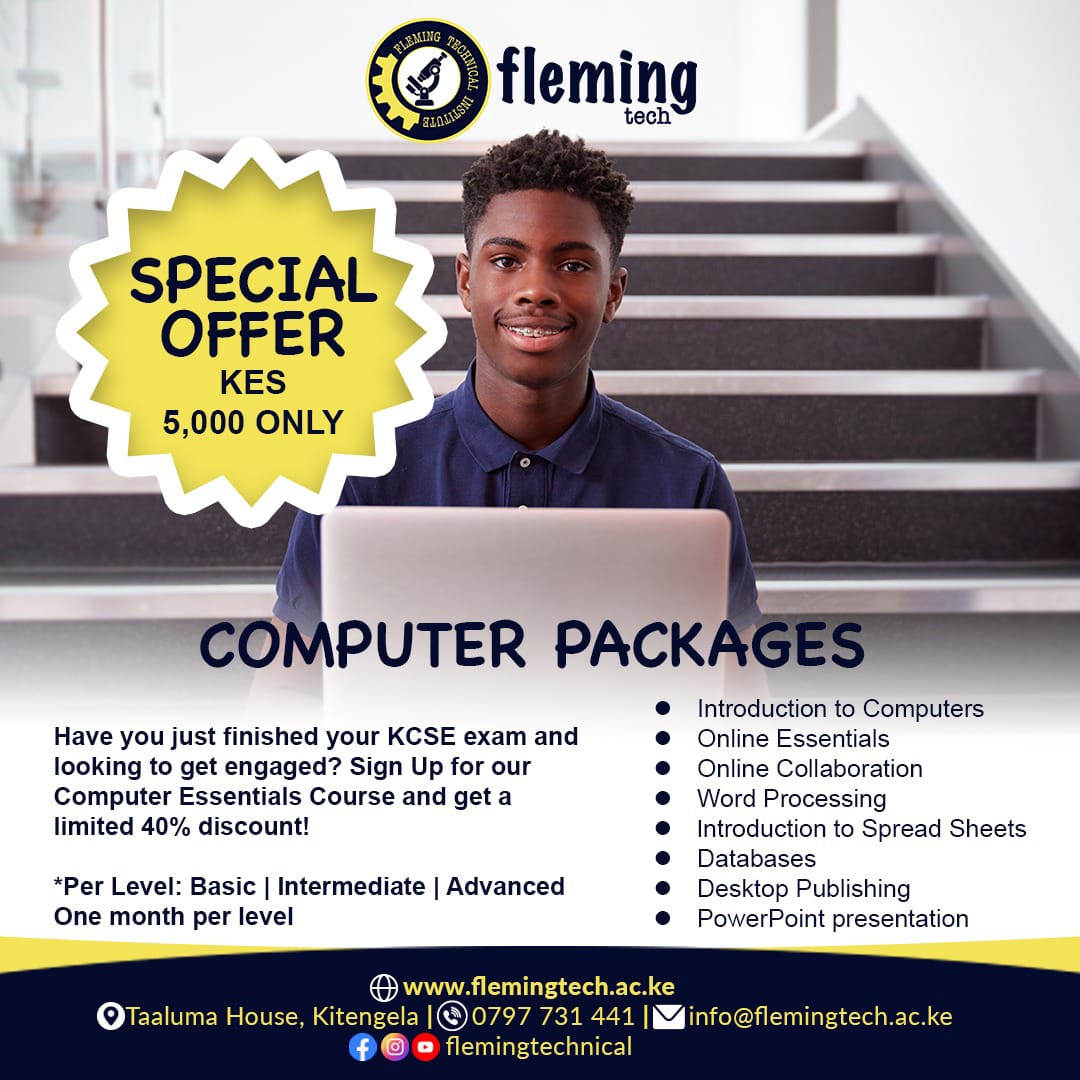 FLEMING TECHNICAL INSTITUTE
fleming
tech
SPECIAL
OFFER
KES
5,000 ONLY
COMPUTER PACKAGES
Have you just finished your KCSE exam and
looking to get engaged? Sign Up for our
Computer Essentials Course and get a
limited 40% discount!
*Per Level: Basic | Intermediate | Advanced
One month per level
● Introduction to Computers
● Online Essentials
● Online Collaboration
● Word Processing
● Introduction to Spread Sheets
● Databases
● Desktop Publishing
● PowerPoint presentation
www.flemingtech.ac.ke
Taaluma House, Kitengela | 0797 731 441 | info@flemingtech.ac.ke
flemingtechnical